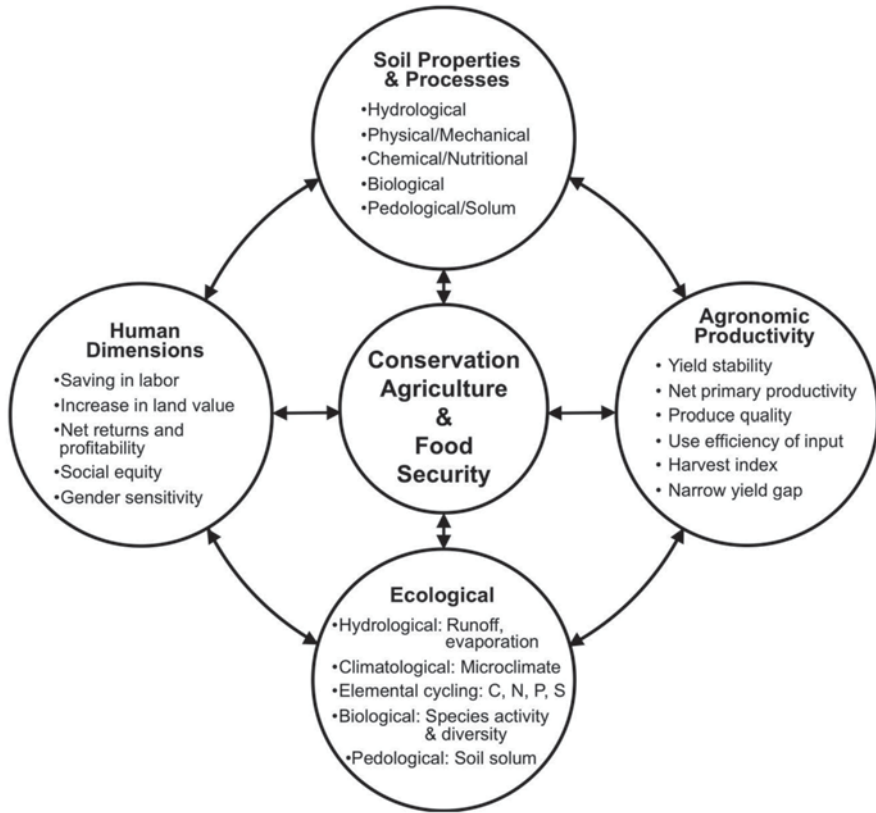 Soil Properties
& Processes
•Hydrological
•Physical/Mechanical
•Chemical/Nutritional
•Biological
•Pedological/Solum
Human
Dimensions
•Saving in labor
•Increase in land value
•Net returns and
profitability
•Social equity
•Gender sensitivity
Conservation
Agriculture
&
Food
Security
Agronomic
Productivity
• Yield stability
• Net primary productivity
• Produce quality
• Use efficiency of input
• Harvest index
• Narrow yield gap
Ecological
•Hydrological: Runoff,
evaporation
•Climatological: Microclimate
•Elemental cycling: C, N, P, S
•Biological: Species activity
& diversity
•Pedological: Soil solum